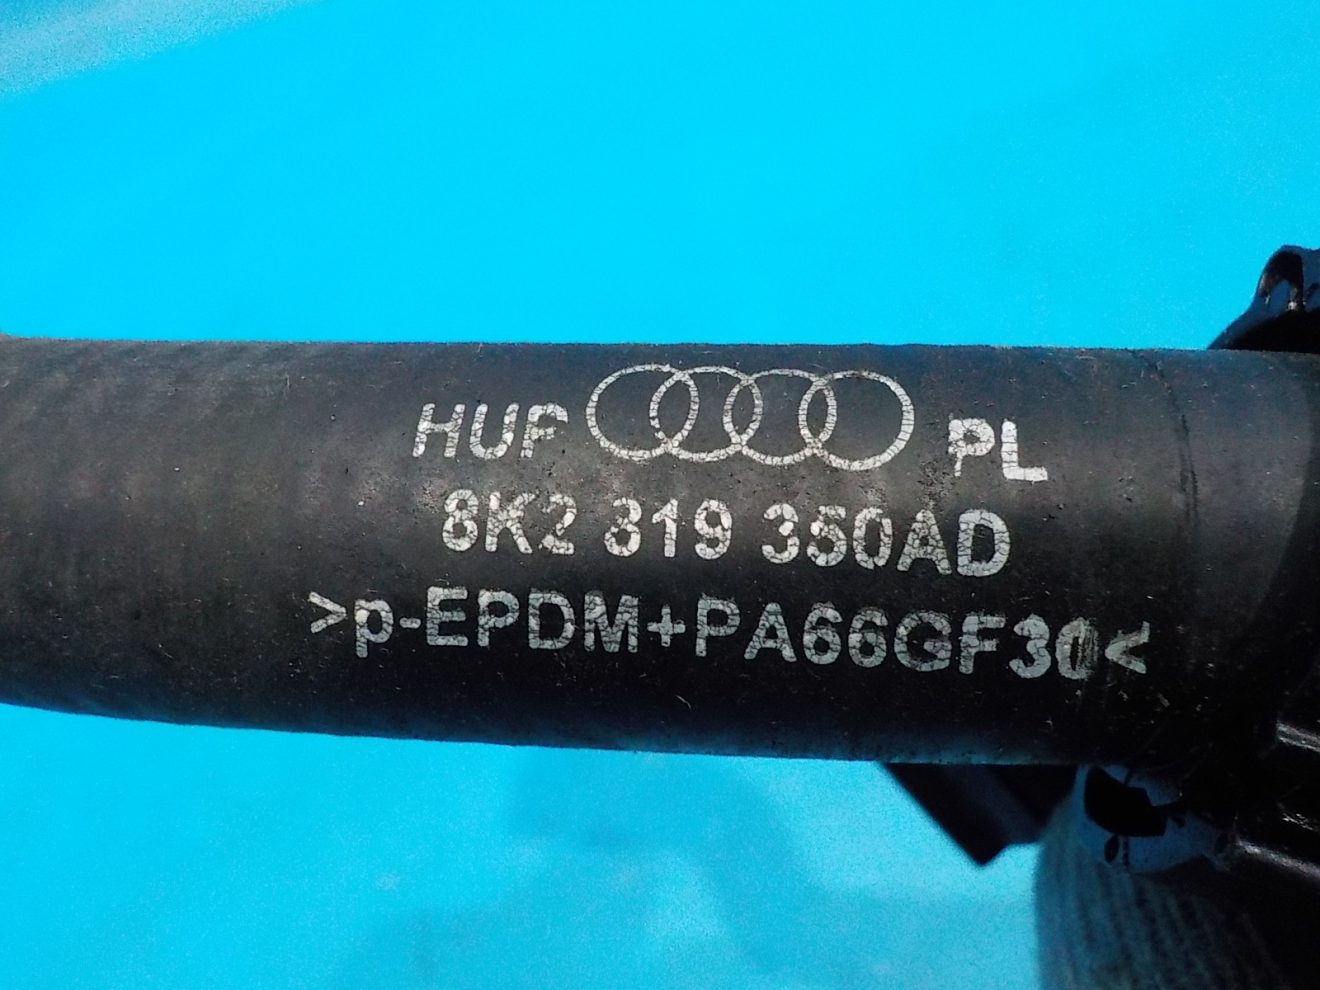 HUF PL
8K2 819 350AD
>p-EPDM+PA66GF30<